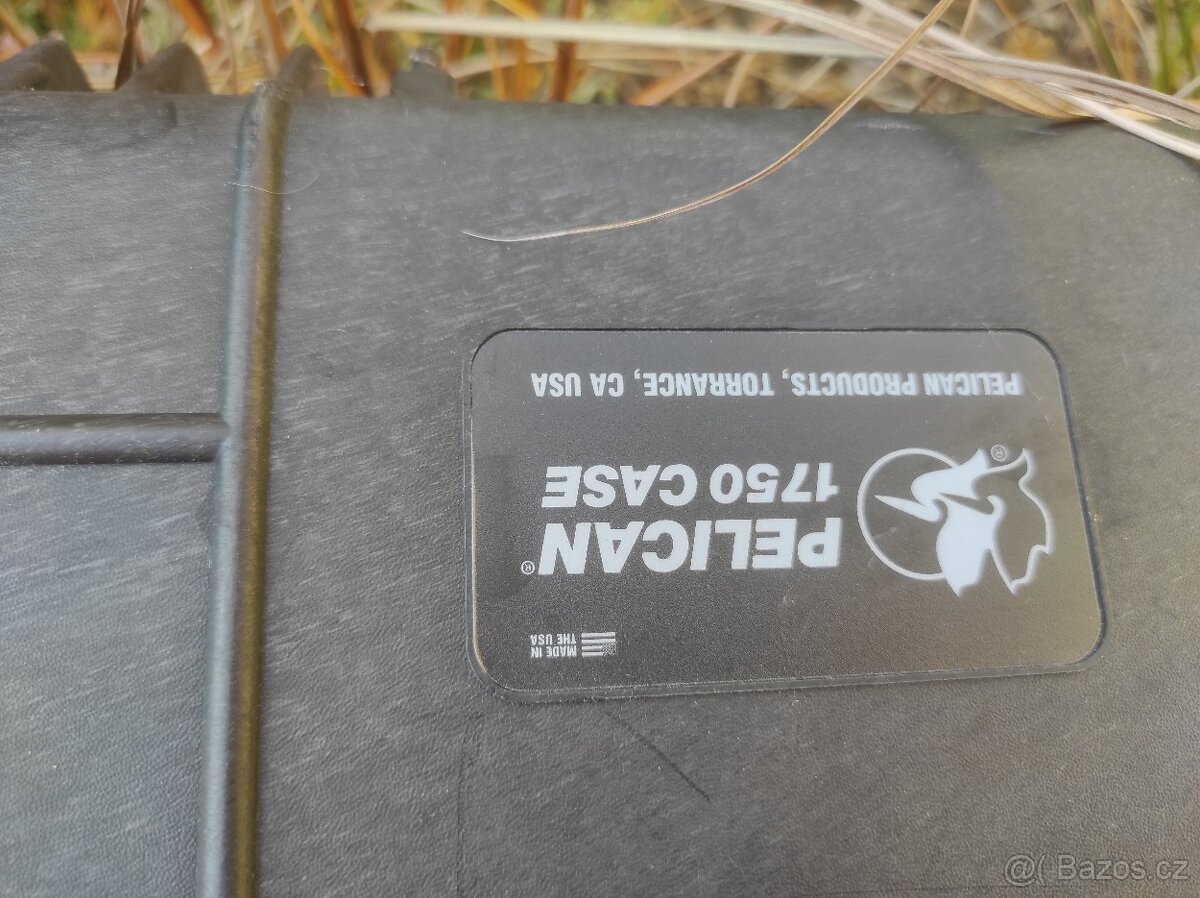 MADE IN
THE USA
PELICAN®
1750 CASE
®
PELICAN PRODUCTS, TORRANCE, CA USA
@( Bazos.cz